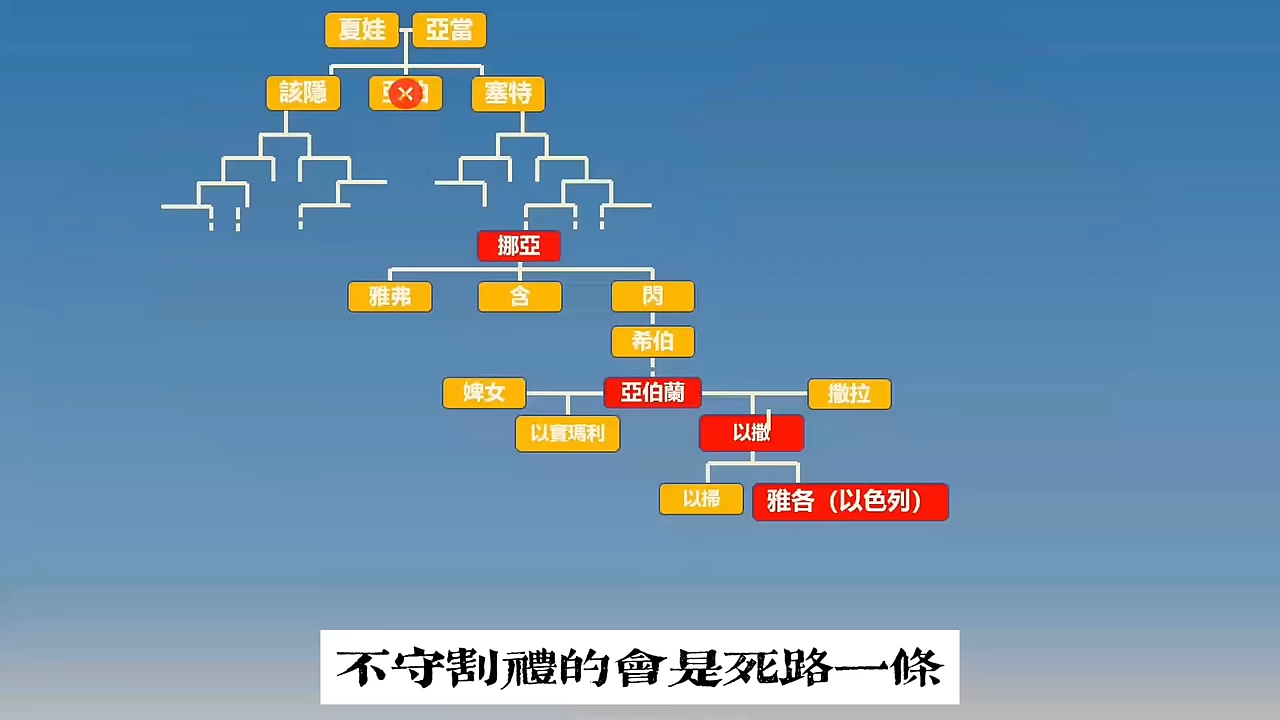 夏娃 亞當
該隱 塞特
挪亞
雅弗 含 閃
希伯
婢女 亞伯蘭 撒拉
以實瑪利 以撒
以掃 雅各（以色列）
不守割禮的會是死路一條